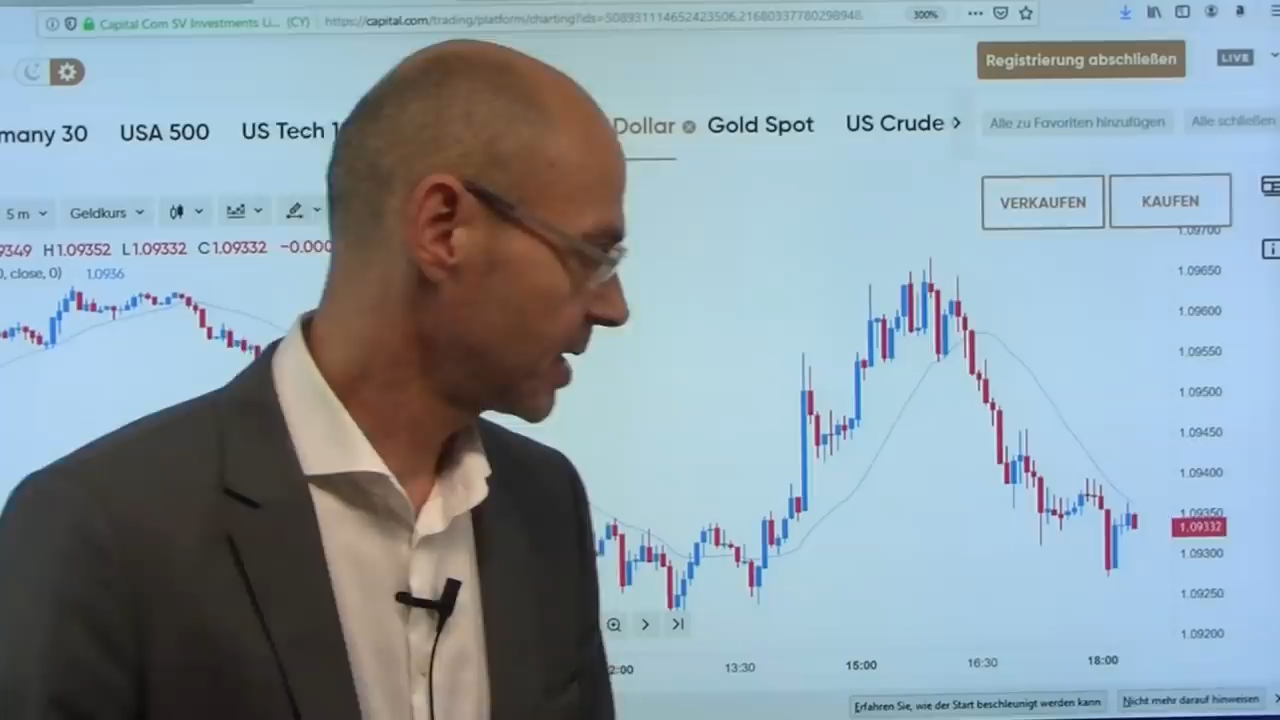 Capital Com SV Investments Li... (CY)
https://capital.com/trading/platform/charting?ids=508931114652423506.21680337780298948.
300%
Registrierung abschließen
LIVE
many 30
USA 500
US Tech 1
Dollar
Gold Spot
US Crude
Alle zu Favoriten hinzufügen
Alle schließen
5 m
Geldkurs
VERKAUFEN
KAUFEN
9349 H1.09352 L1.09332 C1.09332 −0.000
, close, 0) 1.0936
1.09700
1.09650
1.09600
1.09550
1.09500
1.09450
1.09400
1.09350
1.09332
1.09300
1.09250
1.09200
2:00
13:30
15:00
16:30
18:00
Erfahren Sie, wie der Start beschleunigt werden kann
Nicht mehr darauf hinweisen